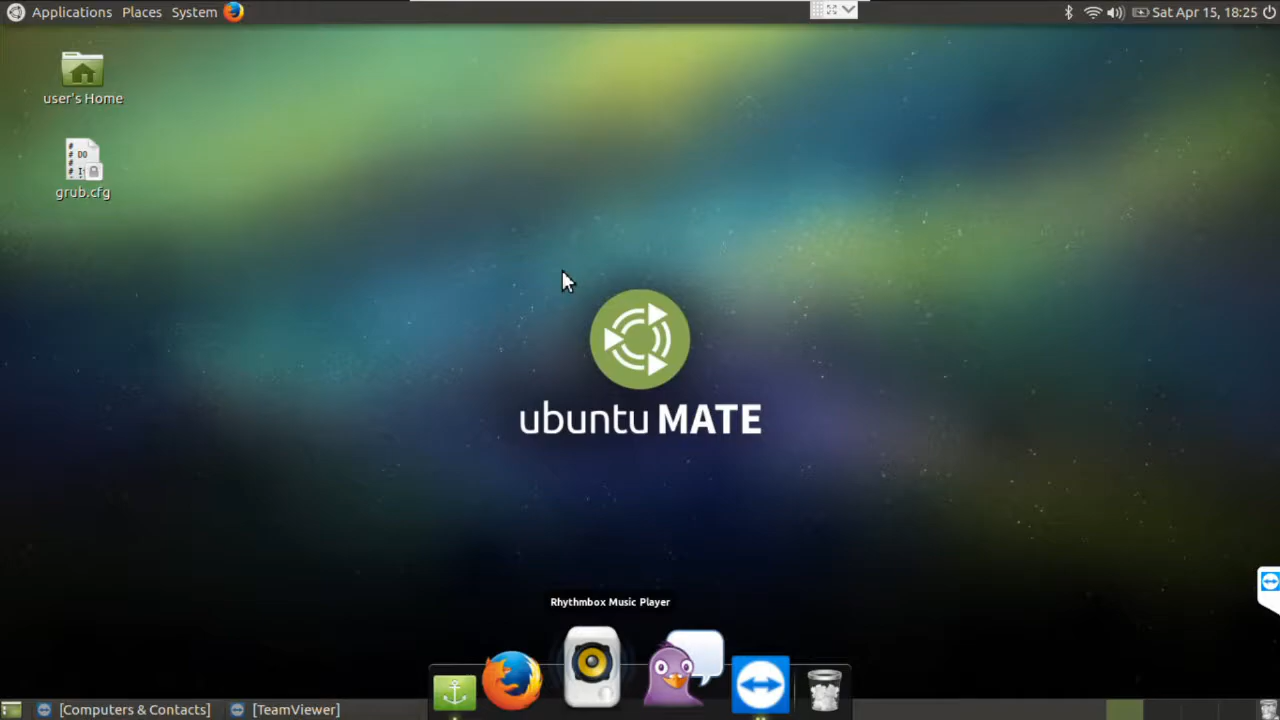 Applications Places System Sat Apr 15, 18:25
user's Home
grub.cfg
ubuntu MATE
Rhythmbox Music Player
[Computers & Contacts] [TeamViewer]